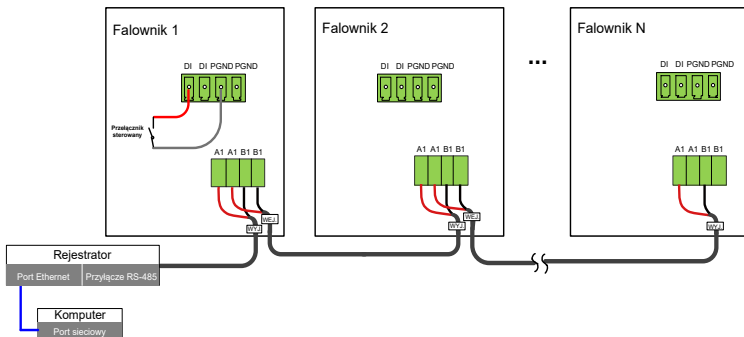 Falownik 1
DI DI PGND PGND
Przełącznik
sterowany
A1 A1 B1 B1
WEJ.
WYJ.
Falownik 2
DI DI PGND PGND
A1 A1 B1 B1
WEJ.
WYJ.
...
Falownik N
DI DI PGND PGND
A1 A1 B1 B1
WYJ.
Rejestrator
Port Ethernet Przyłącze RS-485
Komputer
Port sieciowy